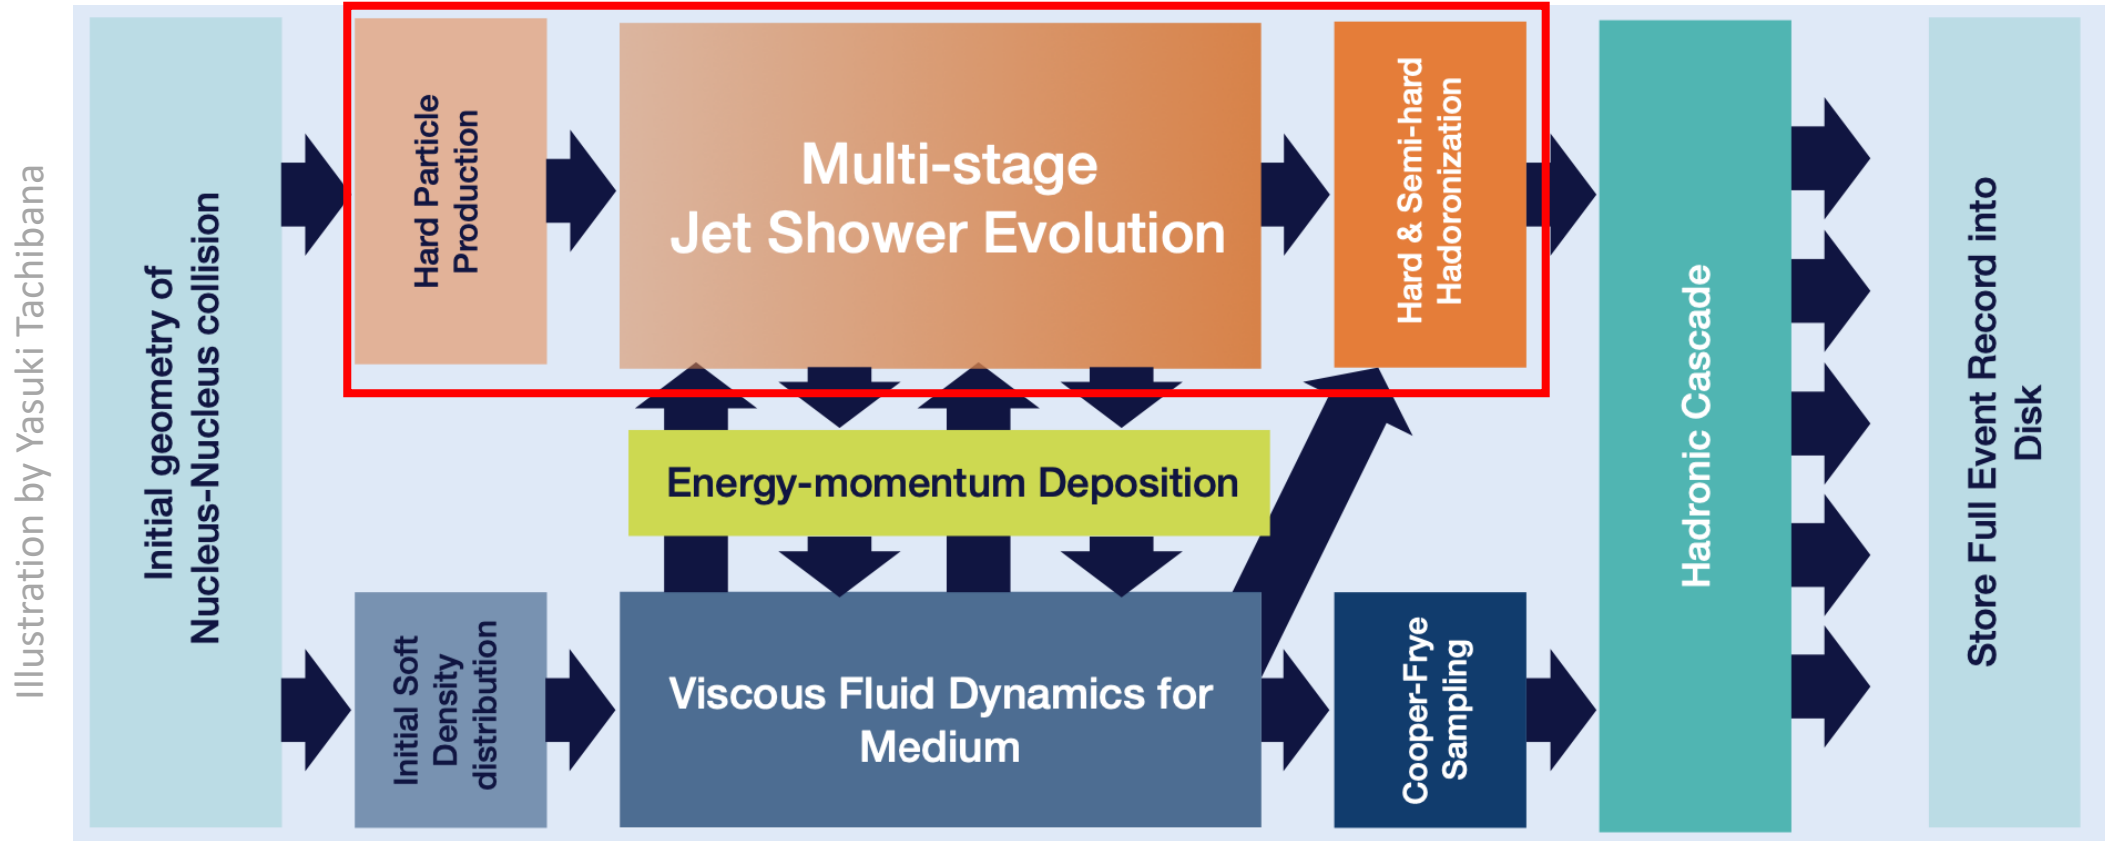 Illustration by Yasuki Tachibana
Initial geometry of
Nucleus-Nucleus collision
Hard Particle
Production
Multi-stage
Jet Shower Evolution
Hard & Semi-hard
Hadoronization
Energy-momentum Deposition
Initial Soft
Density
distribution
Viscous Fluid Dynamics for
Medium
Cooper-Frye
Sampling
Hadronic Cascade
Store Full Event Record into
Disk